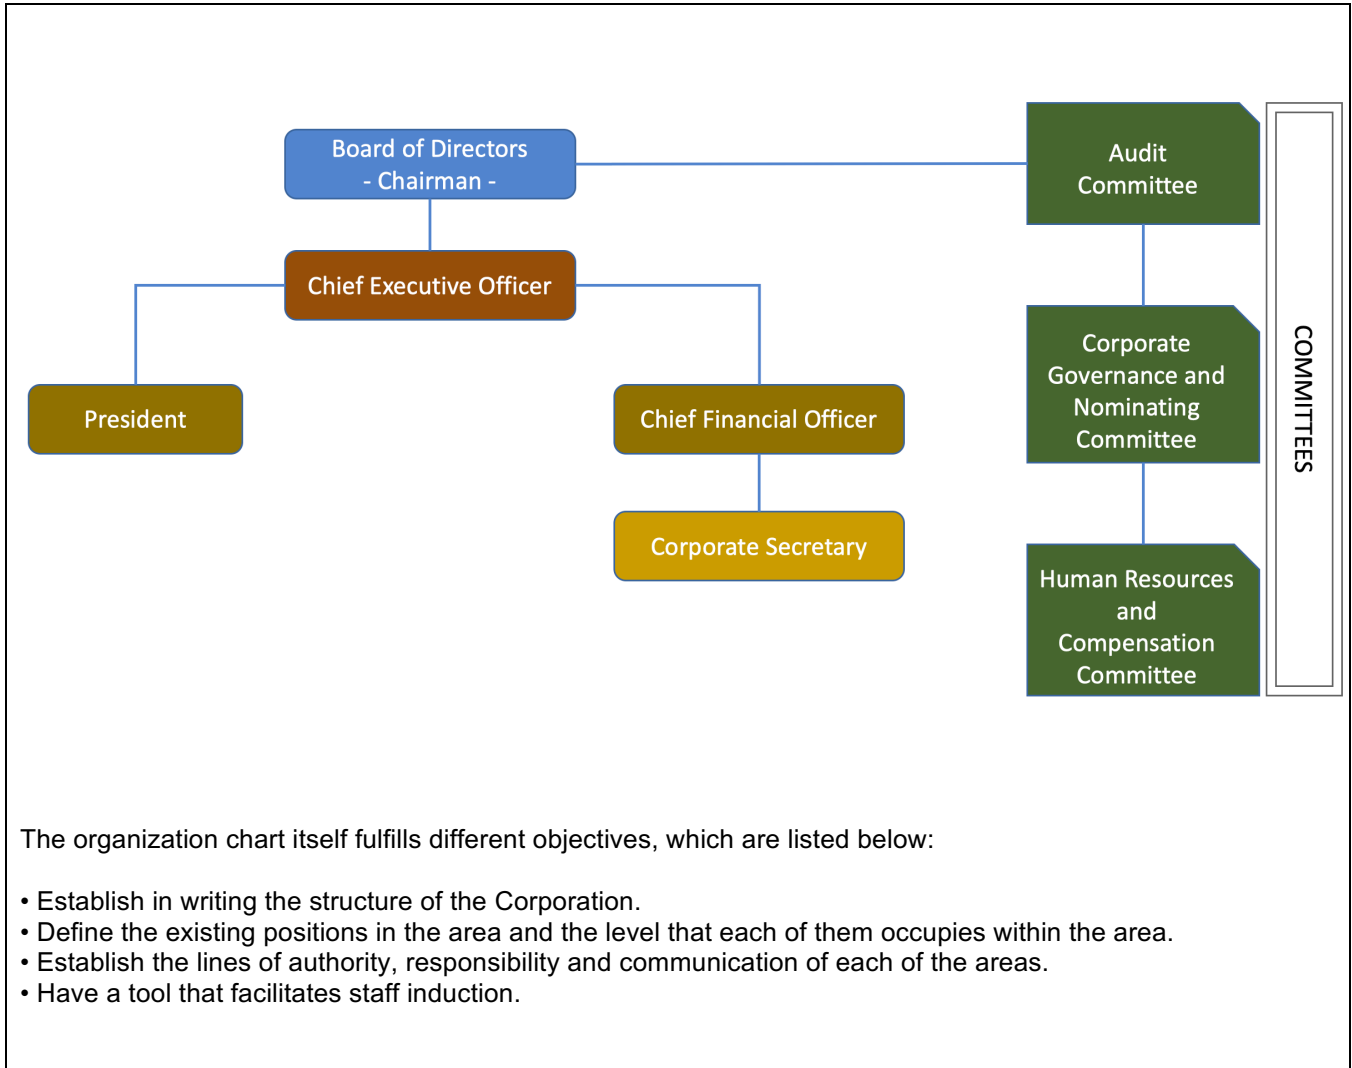 Board of Directors
- Chairman -
Chief Executive Officer
President
Chief Financial Officer
Corporate Secretary
Audit
Committee
Corporate
Governance and
Nominating
Committee
Human Resources
and
Compensation
Committee
COMMITTEES
The organization chart itself fulfills different objectives, which are listed below:
• Establish in writing the structure of the Corporation.
• Define the existing positions in the area and the level that each of them occupies within the area.
• Establish the lines of authority, responsibility and communication of each of the areas.
• Have a tool that facilitates staff induction.